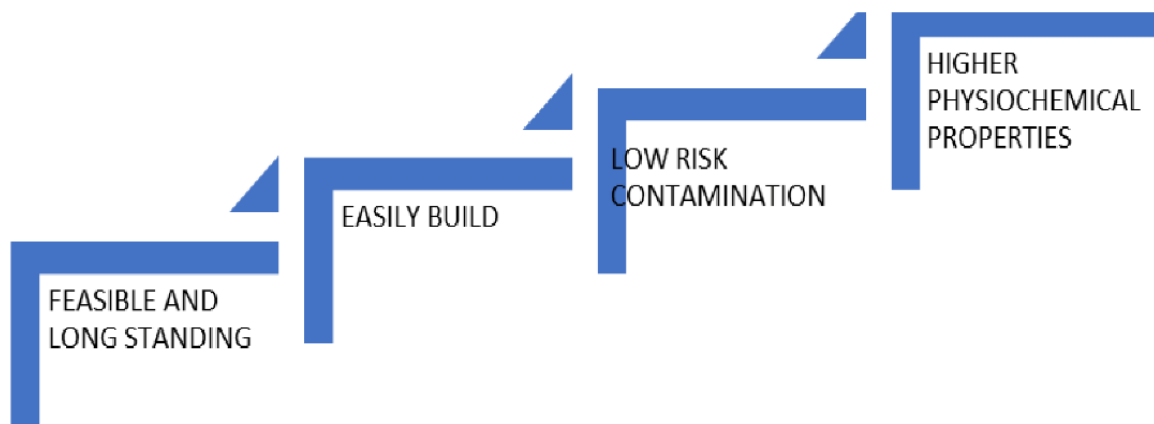 FEASIBLE AND
LONG STANDING
EASILY BUILD
LOW RISK
CONTAMINATION
HIGHER
PHYSIOCHEMICAL
PROPERTIES